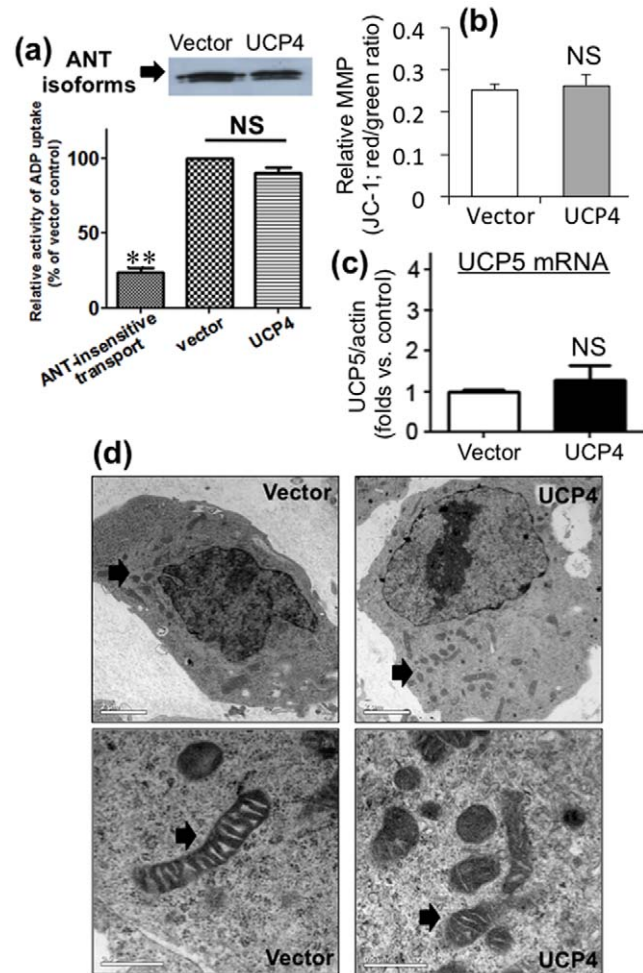 (a)
Vector UCP4
ANT
isoforms
NS
Relative activity of ADP uptake
(% of vector control)
100
50
0
**
ANT-insensitive
transport
vector
UCP4
(b)
Relative MMP
(JC-1; red/green ratio)
0.4
0.3
0.2
0.1
0
NS
Vector UCP4
(c)
UCP5 mRNA
UCP5/actin
(folds vs. control)
4
3
2
1
0
NS
Vector UCP4
(d)
Vector
UCP4
Vector
UCP4